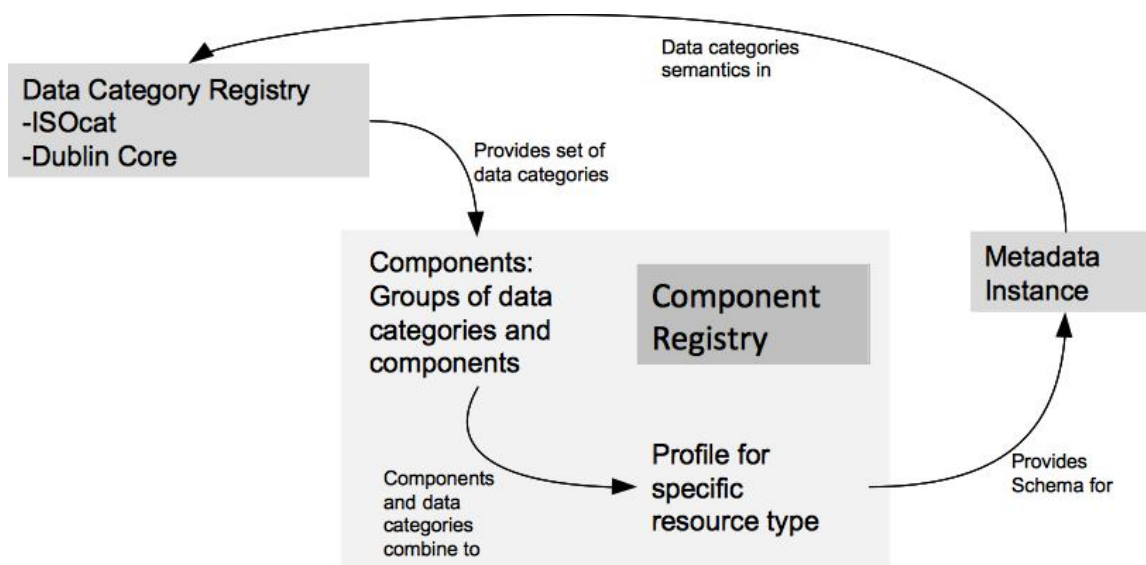 Data categories
semantics in
Data Category Registry
-ISOcat
-Dublin Core
Provides set of
data categories
Components:
Groups of data
categories and
components
Component
Registry
Metadata
Instance
Components
and data
categories
combine to
Profile for
specific
resource type
Provides
Schema for